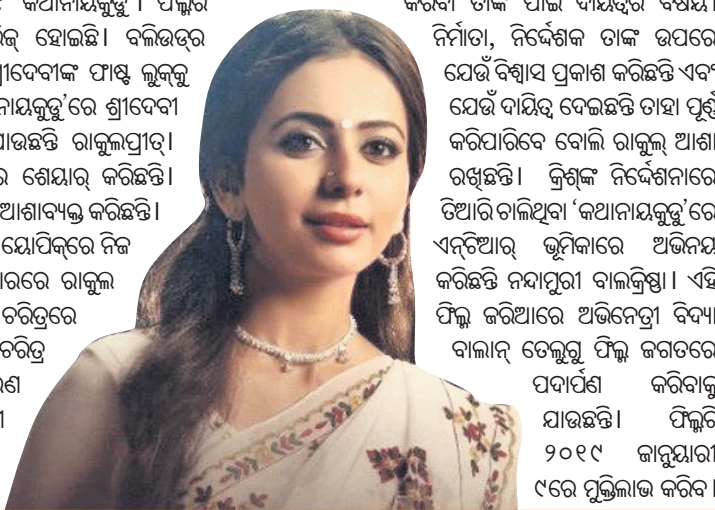 କଥାନାୟକୁଡୁ'। ଫିଲ୍ମର
ହୋଇଛି। ବଲିଉଡ୍‌ର
ଶ୍ରୀଦେବୀଙ୍କ ଫାଷ୍ଟ ଲୁକ୍‌କୁ
ନାୟକୁଡୁ'ରେ ଶ୍ରୀଦେବୀ
ଯାଉଛନ୍ତି ରାକୁଲପ୍ରୀତ୍‌।
ର ଶେୟାର୍ କରିଛନ୍ତି।
ଆଶାବ୍ୟକ୍ତ କରିଛନ୍ତି।
ୟୋପିକ୍‌ରେ ନିଜ
ାରରେ ରାକୁଲ
ଚରିତ୍ରରେ
ଚରିତ୍ର
ରଣ
ୀ
କରିବା ତାଙ୍କ ପାଇଁ ଦାୟିତ୍ୱର ବିଷୟ।
ନିର୍ମାତା, ନିର୍ଦ୍ଦେଶକ ତାଙ୍କ ଉପରେ
ଯେଉଁ ବିଶ୍ୱାସ ପ୍ରକାଶ କରିଛନ୍ତି ଏବଂ
ଯେଉଁ ଦାୟିତ୍ୱ ଦେଇଛନ୍ତି ତାହା ପୂର୍ଣ୍ଣ
କରିପାରିବେ ବୋଲି ରାକୁଲ୍ ଆଶା
ରଖିଛନ୍ତି। କ୍ରିଶ୍‌ଙ୍କ ନିର୍ଦ୍ଦେଶନାରେ
ତିଆରି ଚାଲିଥିବା 'କଥାନାୟକୁଡୁ'ରେ
ଏନ୍‌ଟିଆର୍ ଭୂମିକାରେ ଅଭିନୟ
କରିଛନ୍ତି ନନ୍ଦାମୁରୀ ବାଲକ୍ରିଷ୍ଣା। ଏହି
ଫିଲ୍ମ ଜରିଆରେ ଅଭିନେତ୍ରୀ ବିଦ୍ୟା
ବାଲାନ୍ ତେଲୁଗୁ ଫିଲ୍ମ ଜଗତରେ
ପଦାର୍ପଣ କରିବାକୁ
ଯାଉଛନ୍ତି। ଫିଲ୍ମଟି
୨୦୧୯ ଜାନୁୟାରୀ
୯ରେ ମୁକ୍ତିଲାଭ କରିବ।